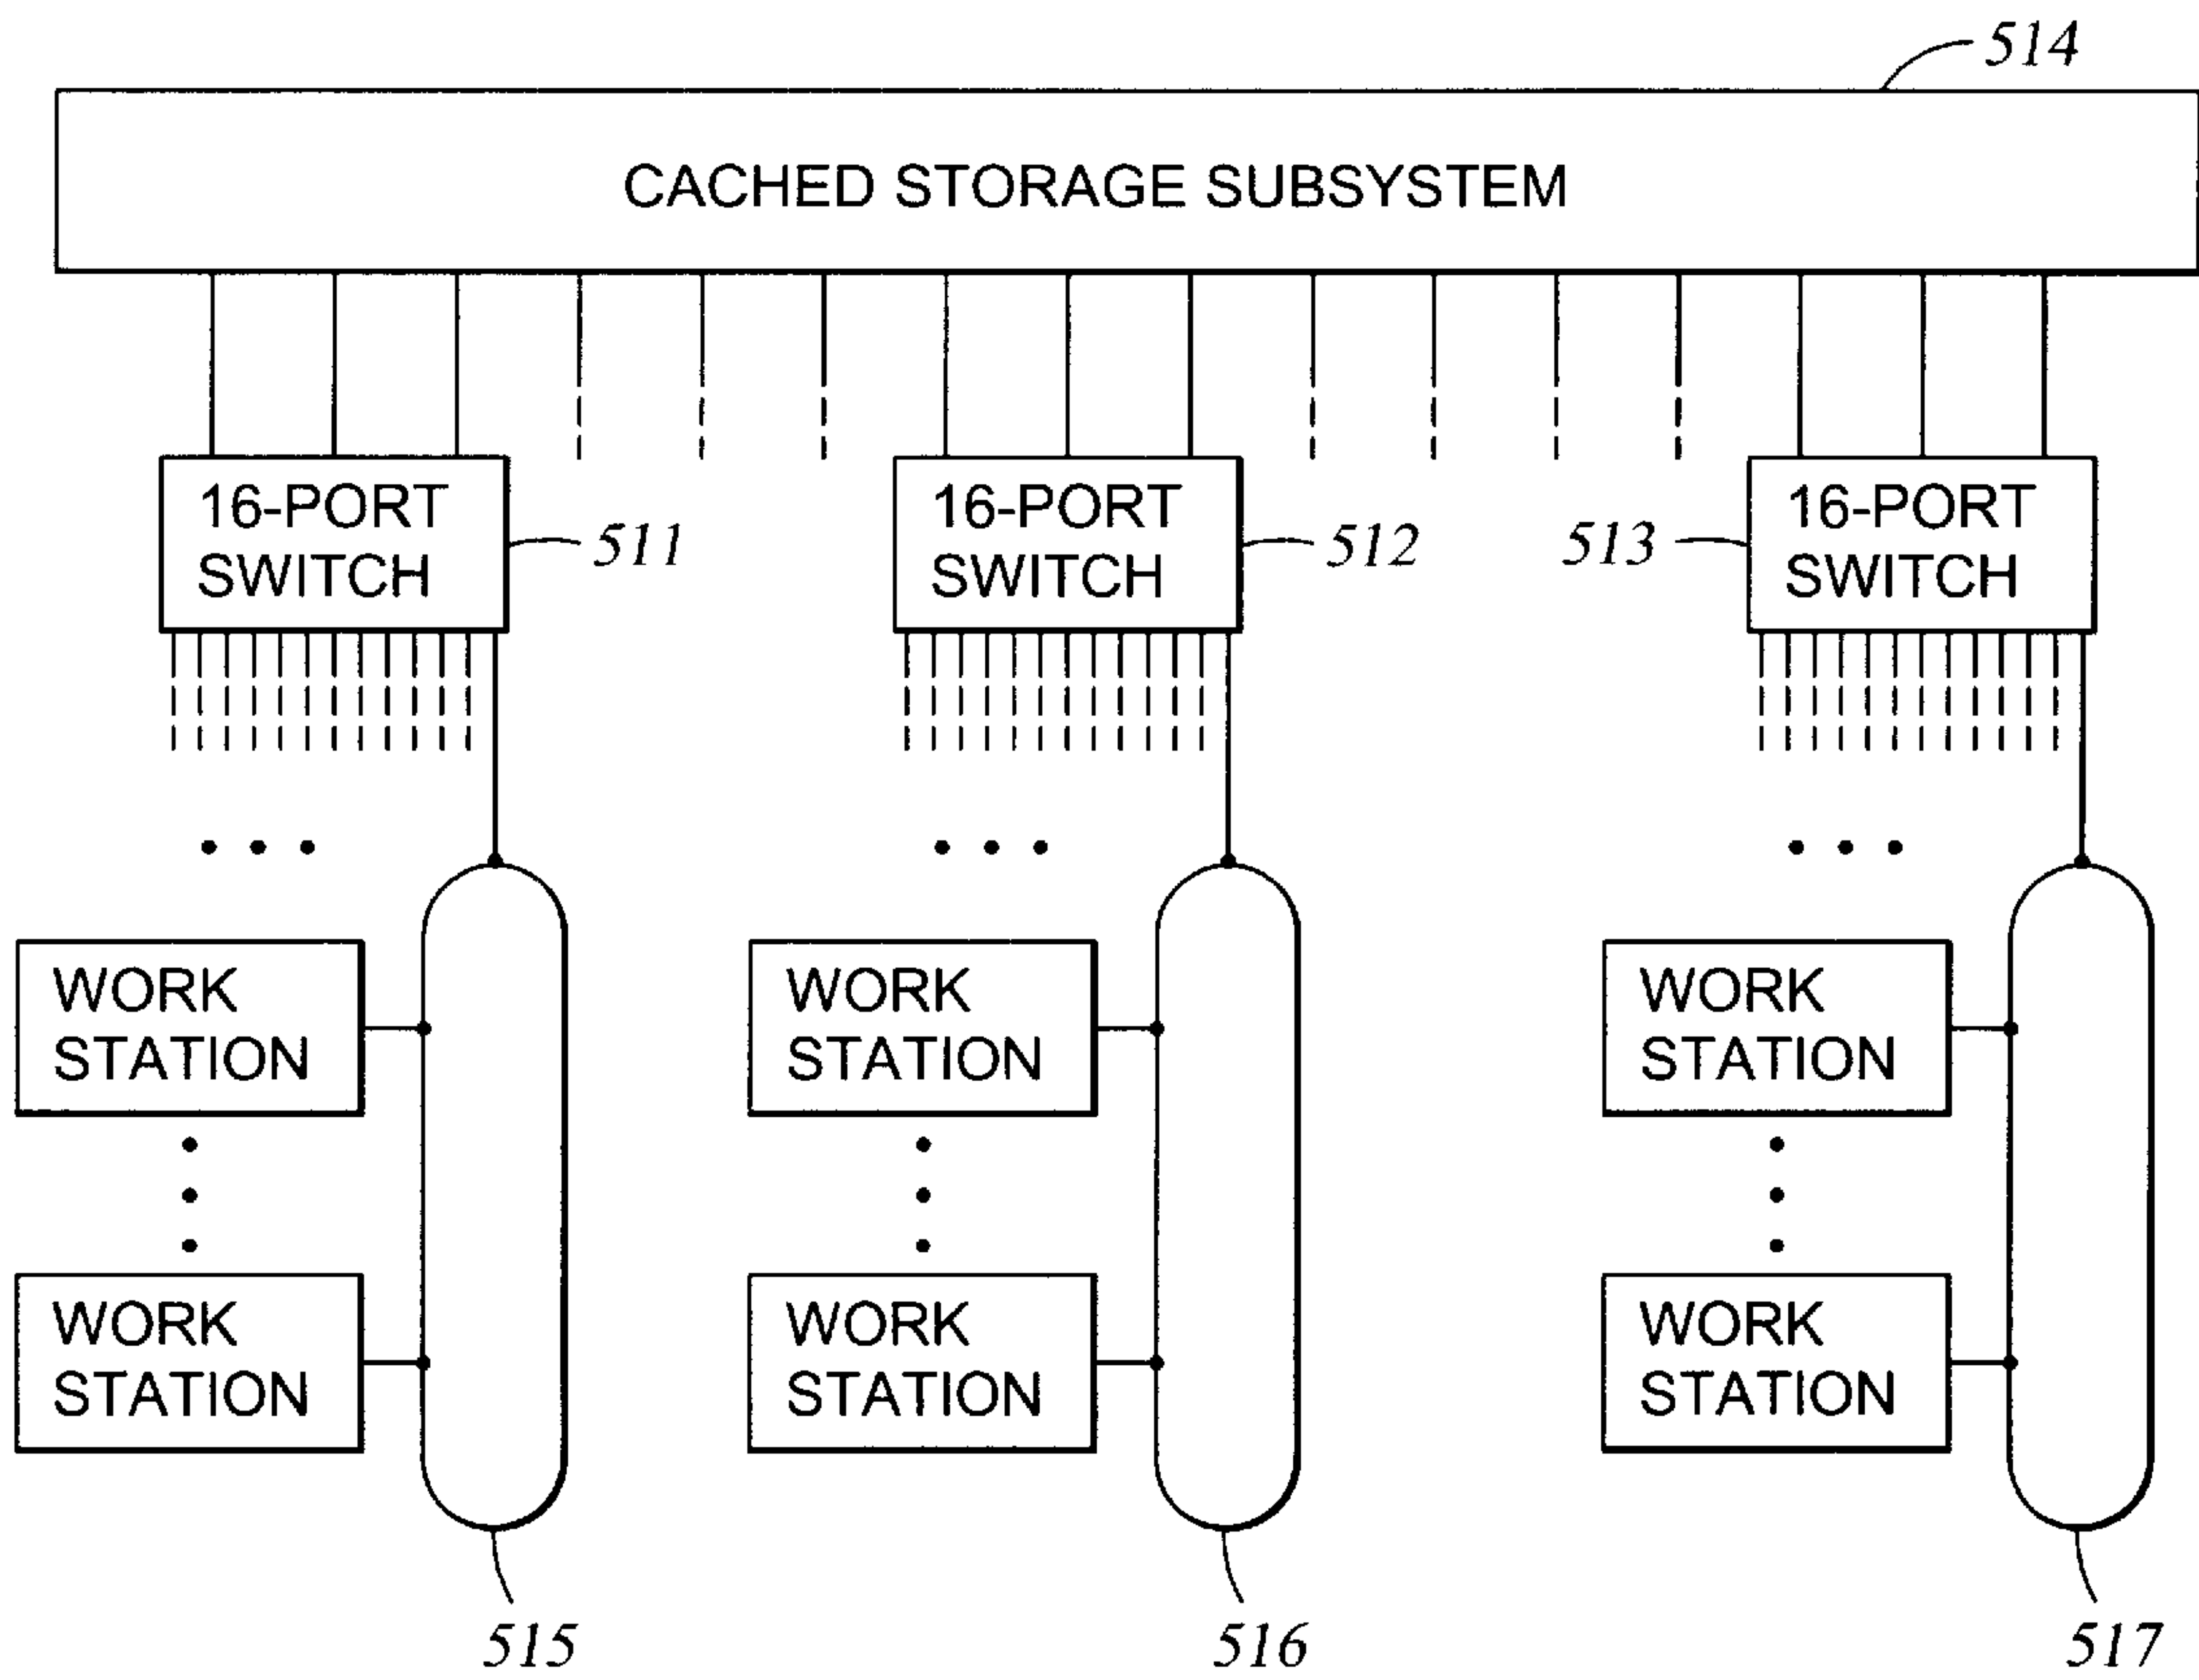 514
CACHED STORAGE SUBSYSTEM
16-PORT
SWITCH
511
16-PORT
SWITCH
512
513
16-PORT
SWITCH
WORK
STATION
WORK
STATION
WORK
STATION
WORK
STATION
WORK
STATION
WORK
STATION
515
516
517